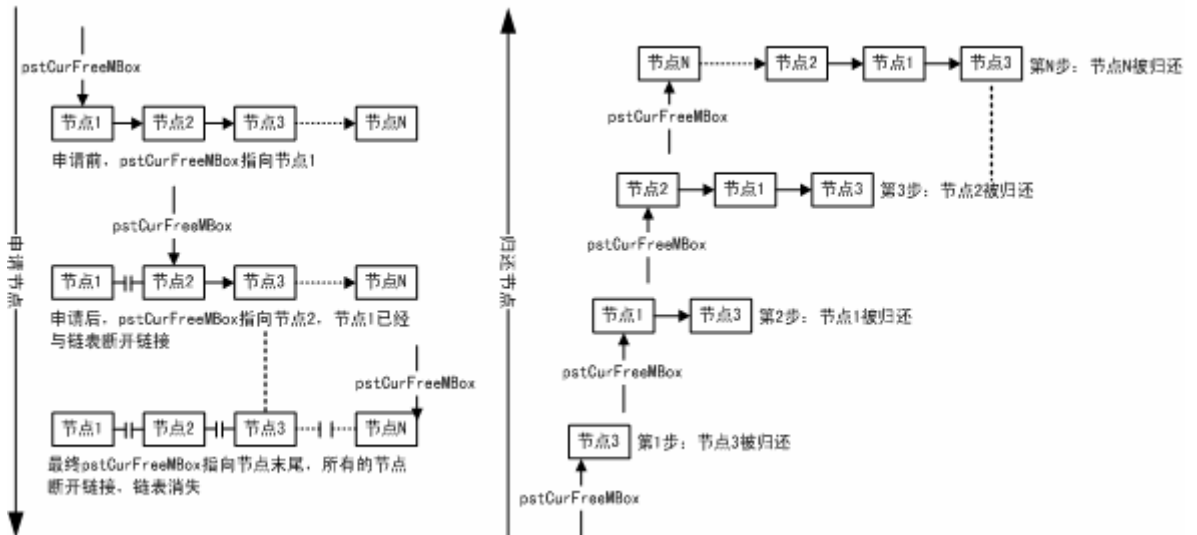 pstCurFreeMBox
节点1 节点2 节点3 节点N
申请前，pstCurFreeMBox指向节点1
pstCurFreeMBox
节点1 节点2 节点3 节点N
申请后，pstCurFreeMBox指向节点2，节点1已经
与链表断开链接
pstCurFreeMBox
节点1 节点2 节点3 节点N
最终pstCurFreeMBox指向节点末尾，所有的节点
断开链接，链表消失
申请节点
归还节点
节点N 节点2 节点1 节点3 第N步：节点N被归还
pstCurFreeMBox
节点2 节点1 节点3 第3步：节点2被归还
pstCurFreeMBox
节点1 节点3 第2步：节点1被归还
pstCurFreeMBox
节点3 第1步：节点3被归还
pstCurFreeMBox